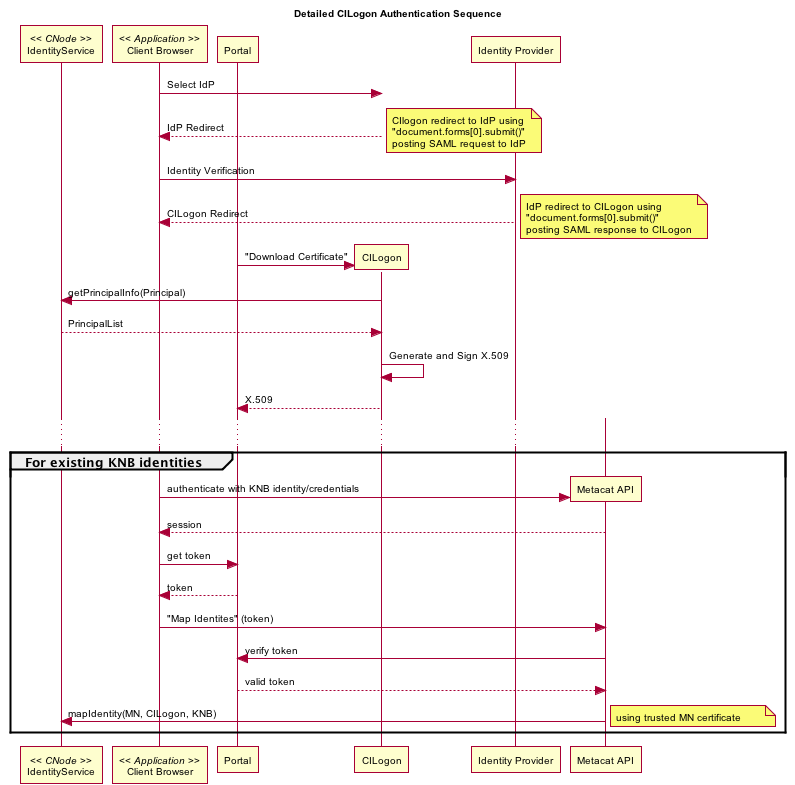 Detailed CILogon Authentication Sequence
<< CNode >>
IdentityService
<< Application >>
Client Browser
Portal
Identity Provider
Select IdP
CIlogon redirect to IdP using
"document.forms[0].submit()"
posting SAML request to IdP
IdP Redirect
Identity Verification
IdP redirect to CILogon using
"document.forms[0].submit()"
posting SAML response to CILogon
CILogon Redirect
"Download Certificate"
CILogon
getPrincipalInfo(Principal)
PrincipalList
Generate and Sign X.509
X.509
For existing KNB identities
authenticate with KNB identity/credentials
Metacat API
session
get token
token
"Map Identites" (token)
verify token
valid token
mapIdentity(MN, CILogon, KNB)
using trusted MN certificate
<< CNode >>
IdentityService
<< Application >>
Client Browser
Portal
CILogon
Identity Provider
Metacat API